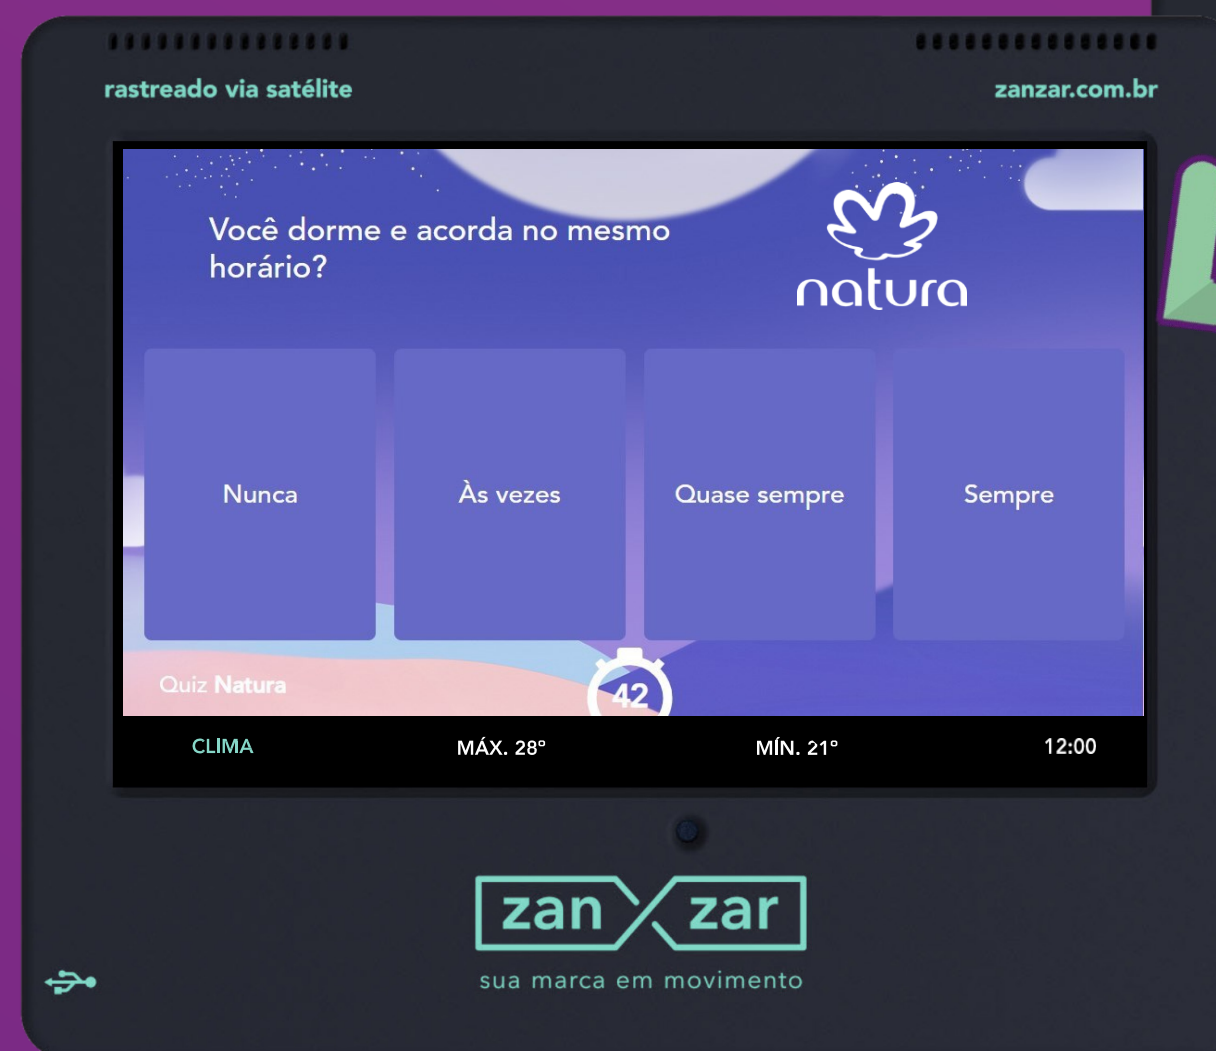 rastreado via satélite
zanzar.com.br
Você dorme e acorda no mesmo
horário?
natura
Nunca
Às vezes
Quase sempre
Sempre
Quiz Natura
42
CLIMA
MÁX. 28°
MÍN. 21°
12:00
zan zar
sua marca em movimento